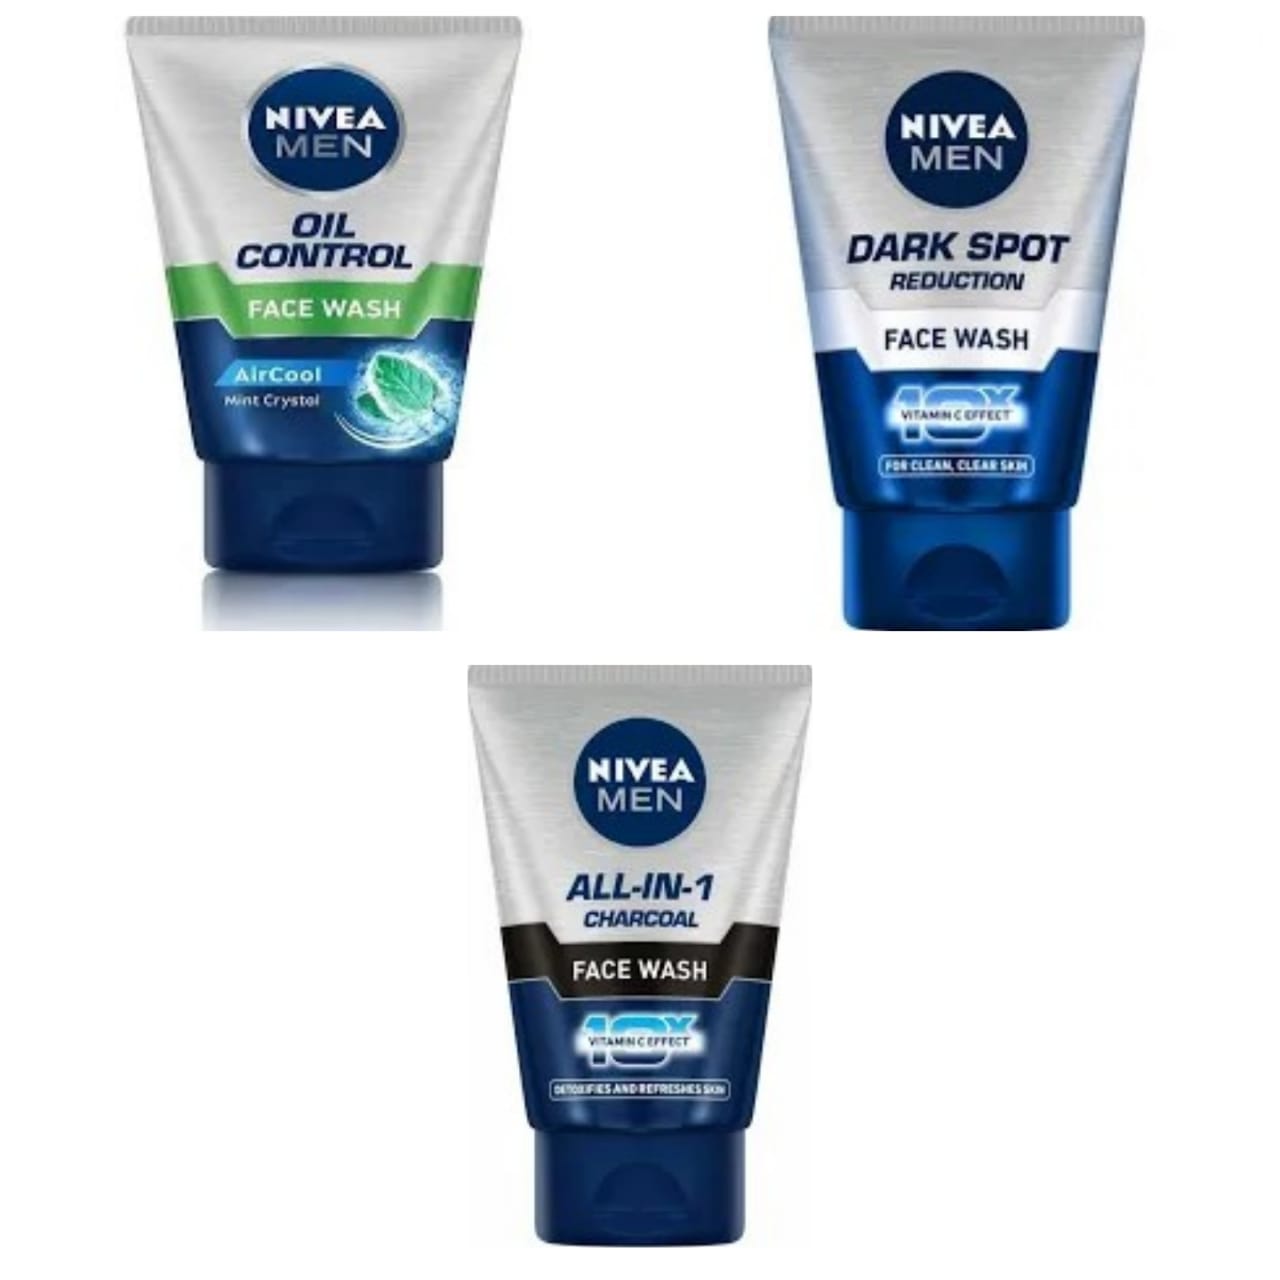 NIVEA
MEN
OIL
CONTROL
FACE WASH
AirCool
Mint Crystal
NIVEA
MEN
DARK SPOT
REDUCTION
FACE WASH
10X
VITAMIN C EFFECT*
FOR CLEAN, CLEAR SKIN
NIVEA
MEN
ALL-IN-1
CHARCOAL
FACE WASH
10X
VITAMIN C EFFECT*
DETOXIFIES AND REFRESHES SKIN